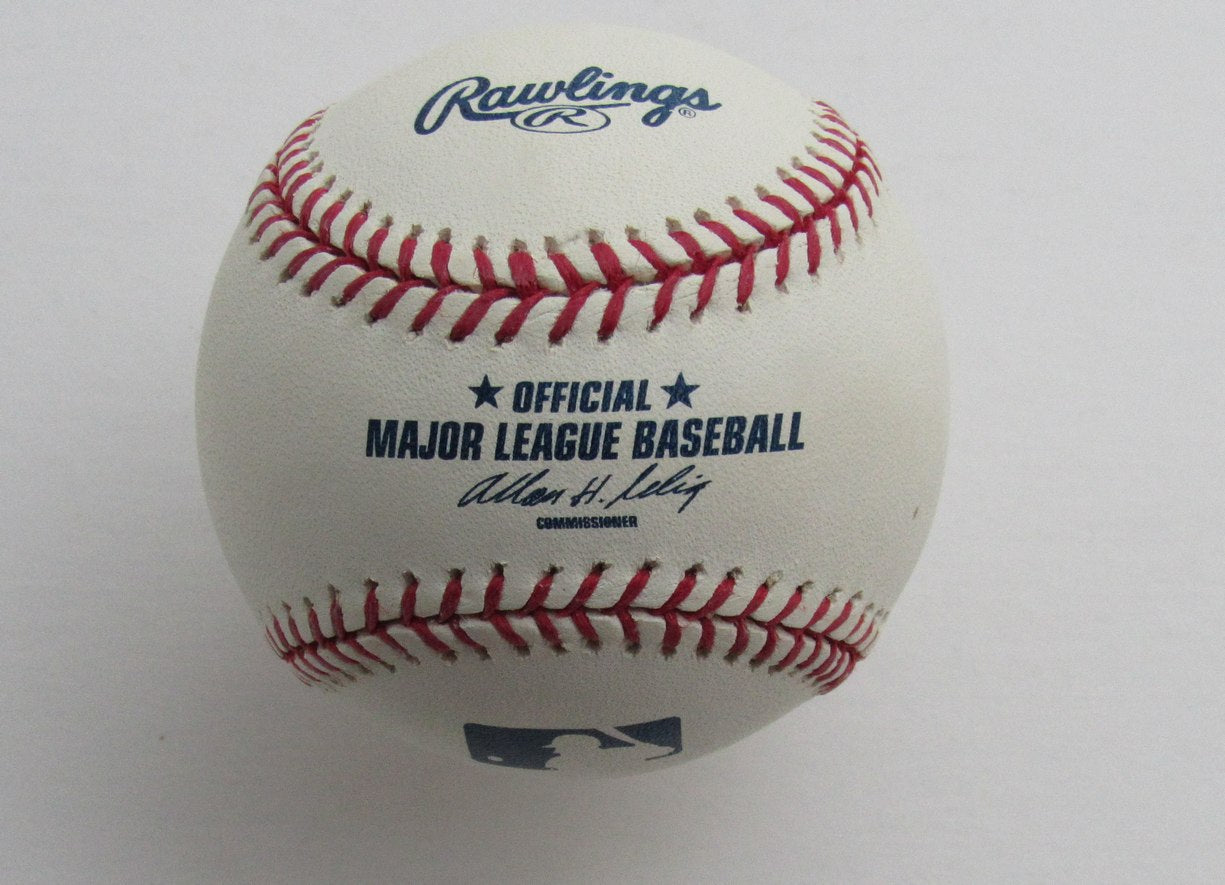 Rawlings®
R
★ OFFICIAL ★
MAJOR LEAGUE BASEBALL
Allan H. Selig
COMMISSIONER